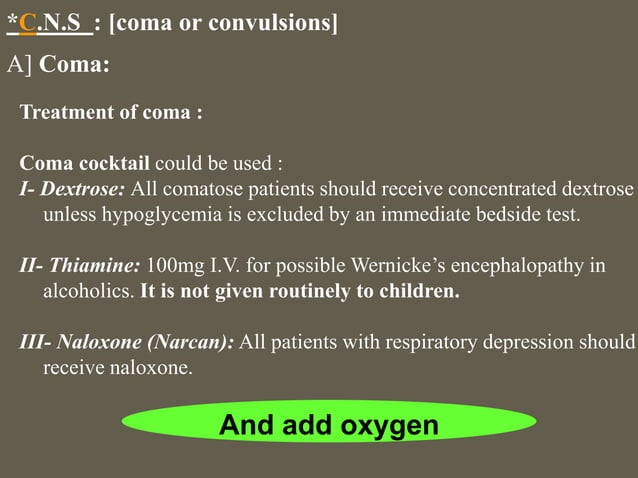 *C.N.S : [coma or convulsions]
A] Coma:
Treatment of coma :
Coma cocktail could be used :
I- Dextrose: All comatose patients should receive concentrated dextrose
unless hypoglycemia is excluded by an immediate bedside test.
II- Thiamine: 100mg I.V. for possible Wernicke’s encephalopathy in
alcoholics. It is not given routinely to children.
III- Naloxone (Narcan): All patients with respiratory depression should
receive naloxone.
And add oxygen